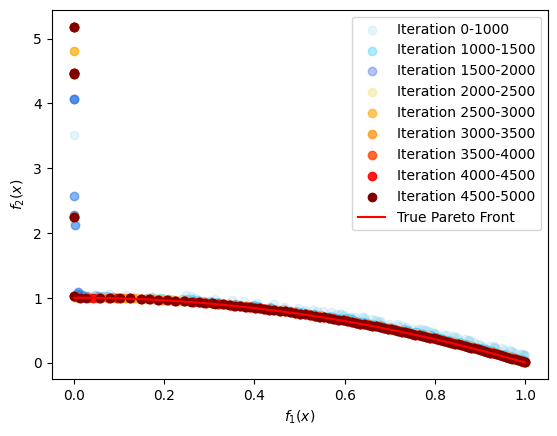 Iteration 0-1000
Iteration 1000-1500
Iteration 1500-2000
Iteration 2000-2500
Iteration 2500-3000
Iteration 3000-3500
Iteration 3500-4000
Iteration 4000-4500
Iteration 4500-5000
True Pareto Front
f₂(x)
5
4
3
2
1
0
0.0 0.2 0.4 0.6 0.8 1.0
f₁(x)